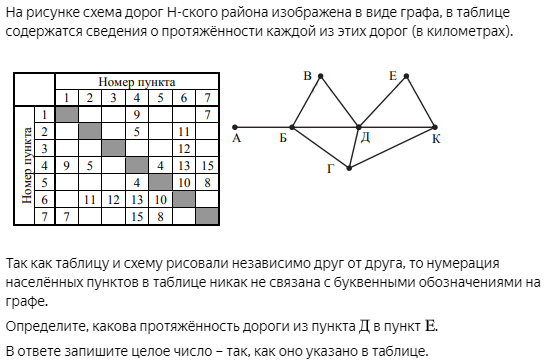 На рисунке схема дорог Н-ского района изображена в виде графа, в таблице
содержатся сведения о протяжённости каждой из этих дорог (в километрах).
Номер пункта
1 2 3 4 5 6 7
Номер пункта
1 9 7
2 5 11
3 12
4 9 5 4 13 15
5 4 10 8
6 11 12 13 10
7 7 15 8
В Е
А Б Д К
Г
Так как таблицу и схему рисовали независимо друг от друга, то нумерация
населённых пунктов в таблице никак не связана с буквенными обозначениями на
графе.
Определите, какова протяжённость дороги из пункта Д в пункт Е.
В ответе запишите целое число – так, как оно указано в таблице.